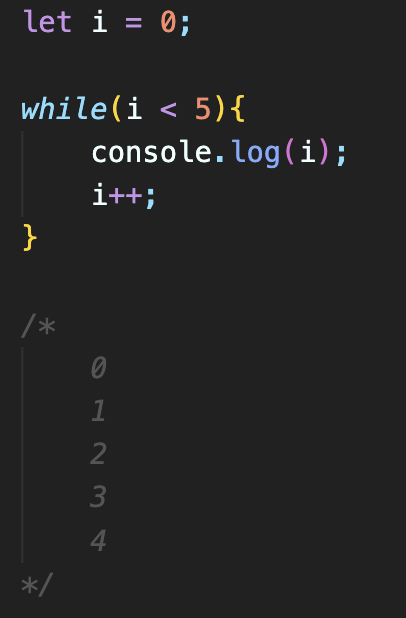 let i = 0;
while(i < 5){
    console.log(i);
    i++;
}
/*
    0
    1
    2
    3
    4
*/